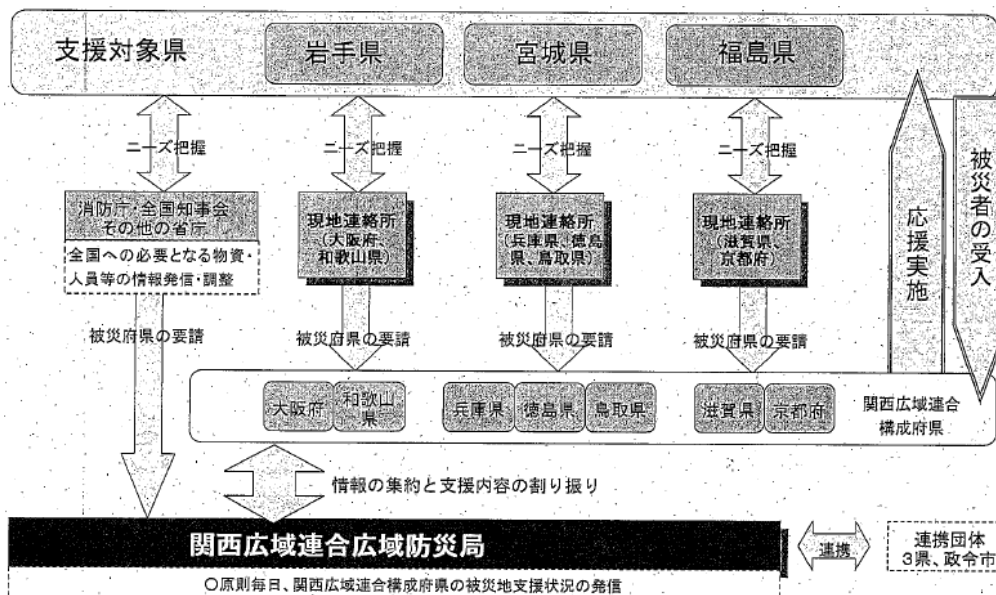 支援対象県
岩手県
宮城県
福島県
ニーズ把握
ニーズ把握
ニーズ把握
ニーズ把握
消防庁・全国知事会
その他の省庁
全国への必要となる物資・
人員等の情報発信・調整
現地連絡所
(大阪府、
和歌山県)
現地連絡所
(兵庫県、徳島
県、鳥取県)
現地連絡所
(滋賀県、
京都府)
応援実施
被災者の受入
被災府県の要請
被災府県の要請
被災府県の要請
被災府県の要請
大阪府
和歌山
県
兵庫県
徳島県
鳥取県
滋賀県
京都府
関西広域連合
構成府県
情報の集約と支援内容の割り振り
関西広域連合広域防災局
連携
連携団体
3県、政令市
○原則毎日、関西広域連合構成府県の被災地支援状況の発信